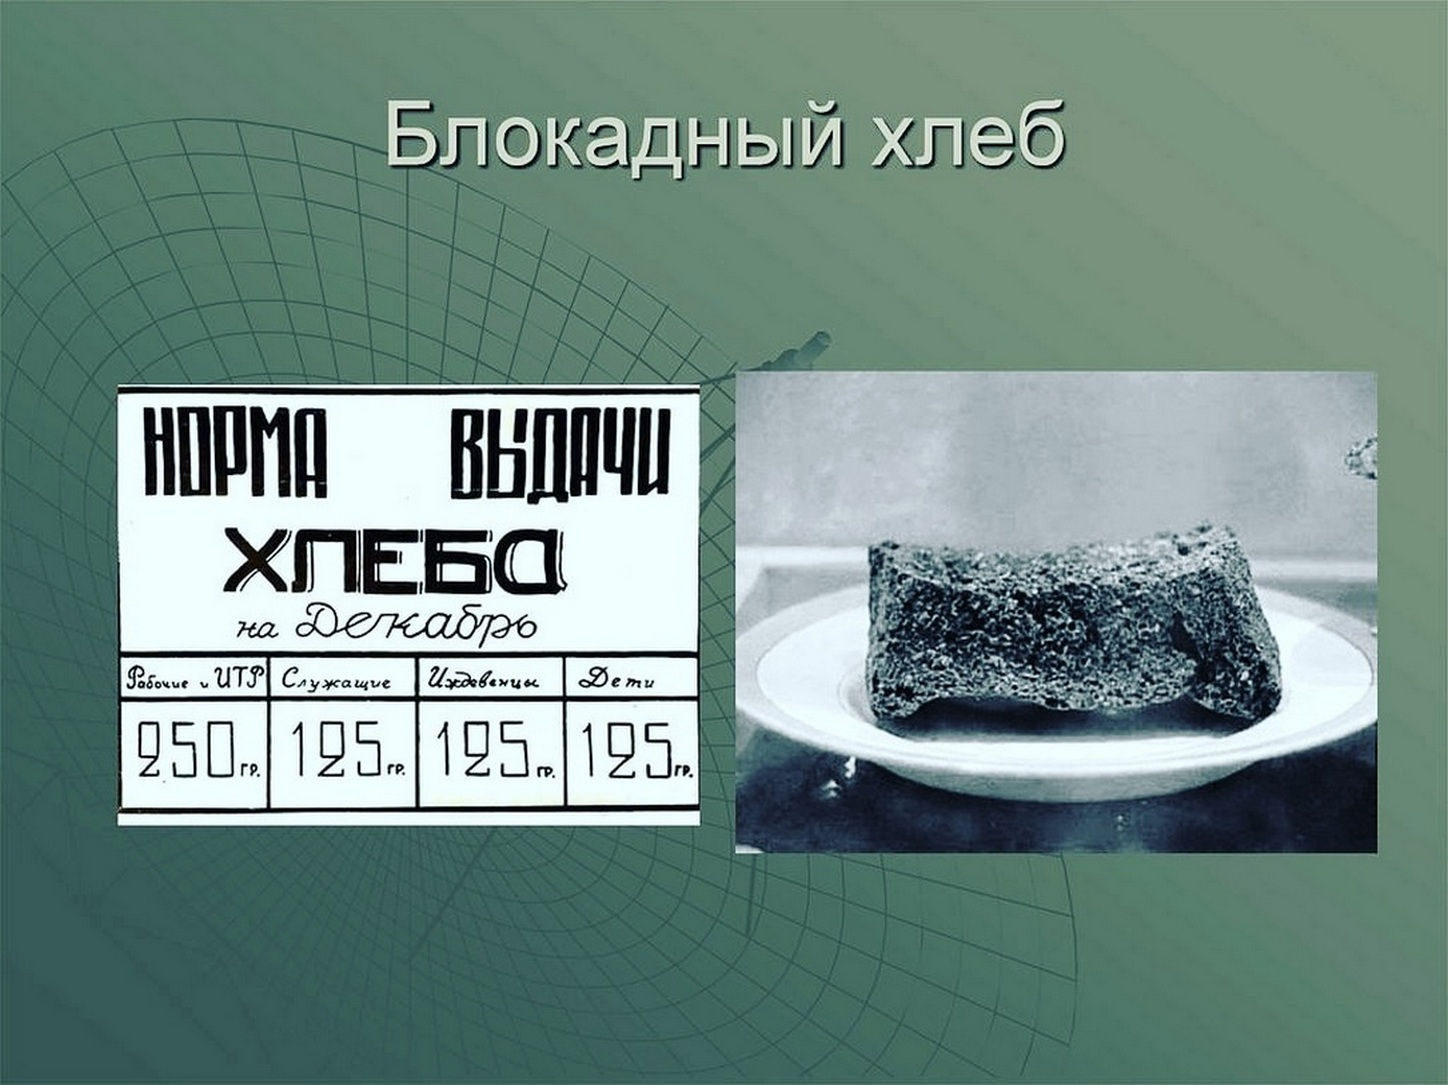 Блокадный хлеб
НОРМА ВЫДАЧИ
ХЛЕБА
на Декабрь
Рабочие и ИТР Служащие Иждевенцы Дети
250 гр. 125 гр. 125 гр. 125 гр.